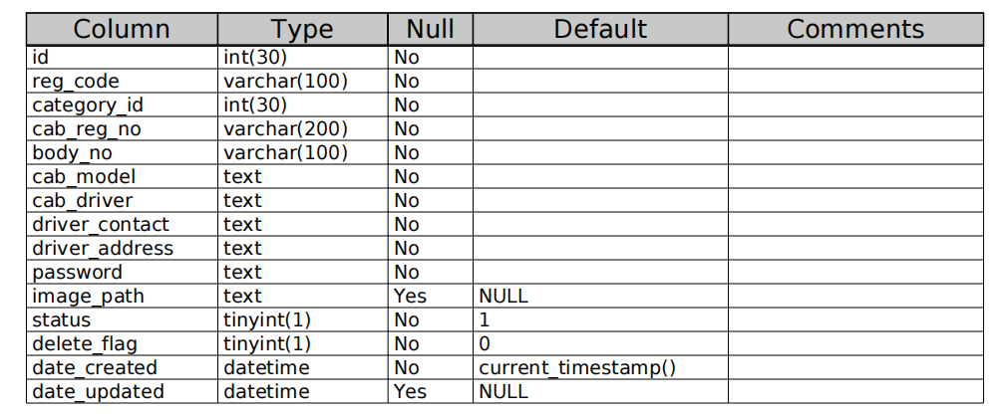 Column Type Null Default Comments
id int(30) No
reg_code varchar(100) No
category_id int(30) No
cab_reg_no varchar(200) No
body_no varchar(100) No
cab_model text No
cab_driver text No
driver_contact text No
driver_address text No
password text No
image_path text Yes NULL
status tinyint(1) No 1
delete_flag tinyint(1) No 0
date_created datetime No current_timestamp()
date_updated datetime Yes NULL